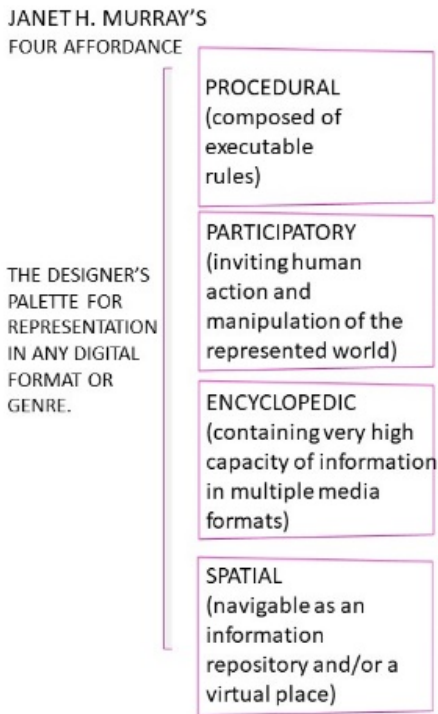 JANET H. MURRAY'S
FOUR AFFORDANCE
THE DESIGNER'S
PALETTE FOR
REPRESENTATION
IN ANY DIGITAL
FORMAT OR
GENRE.
PROCEDURAL
(composed of
executable
rules)
PARTICIPATORY
(inviting human
action and
manipulation of the
represented world)
ENCYCLOPEDIC
(containing very high
capacity of information
in multiple media
formats)
SPATIAL
(navigable as an
information
repository and/or a
virtual place)